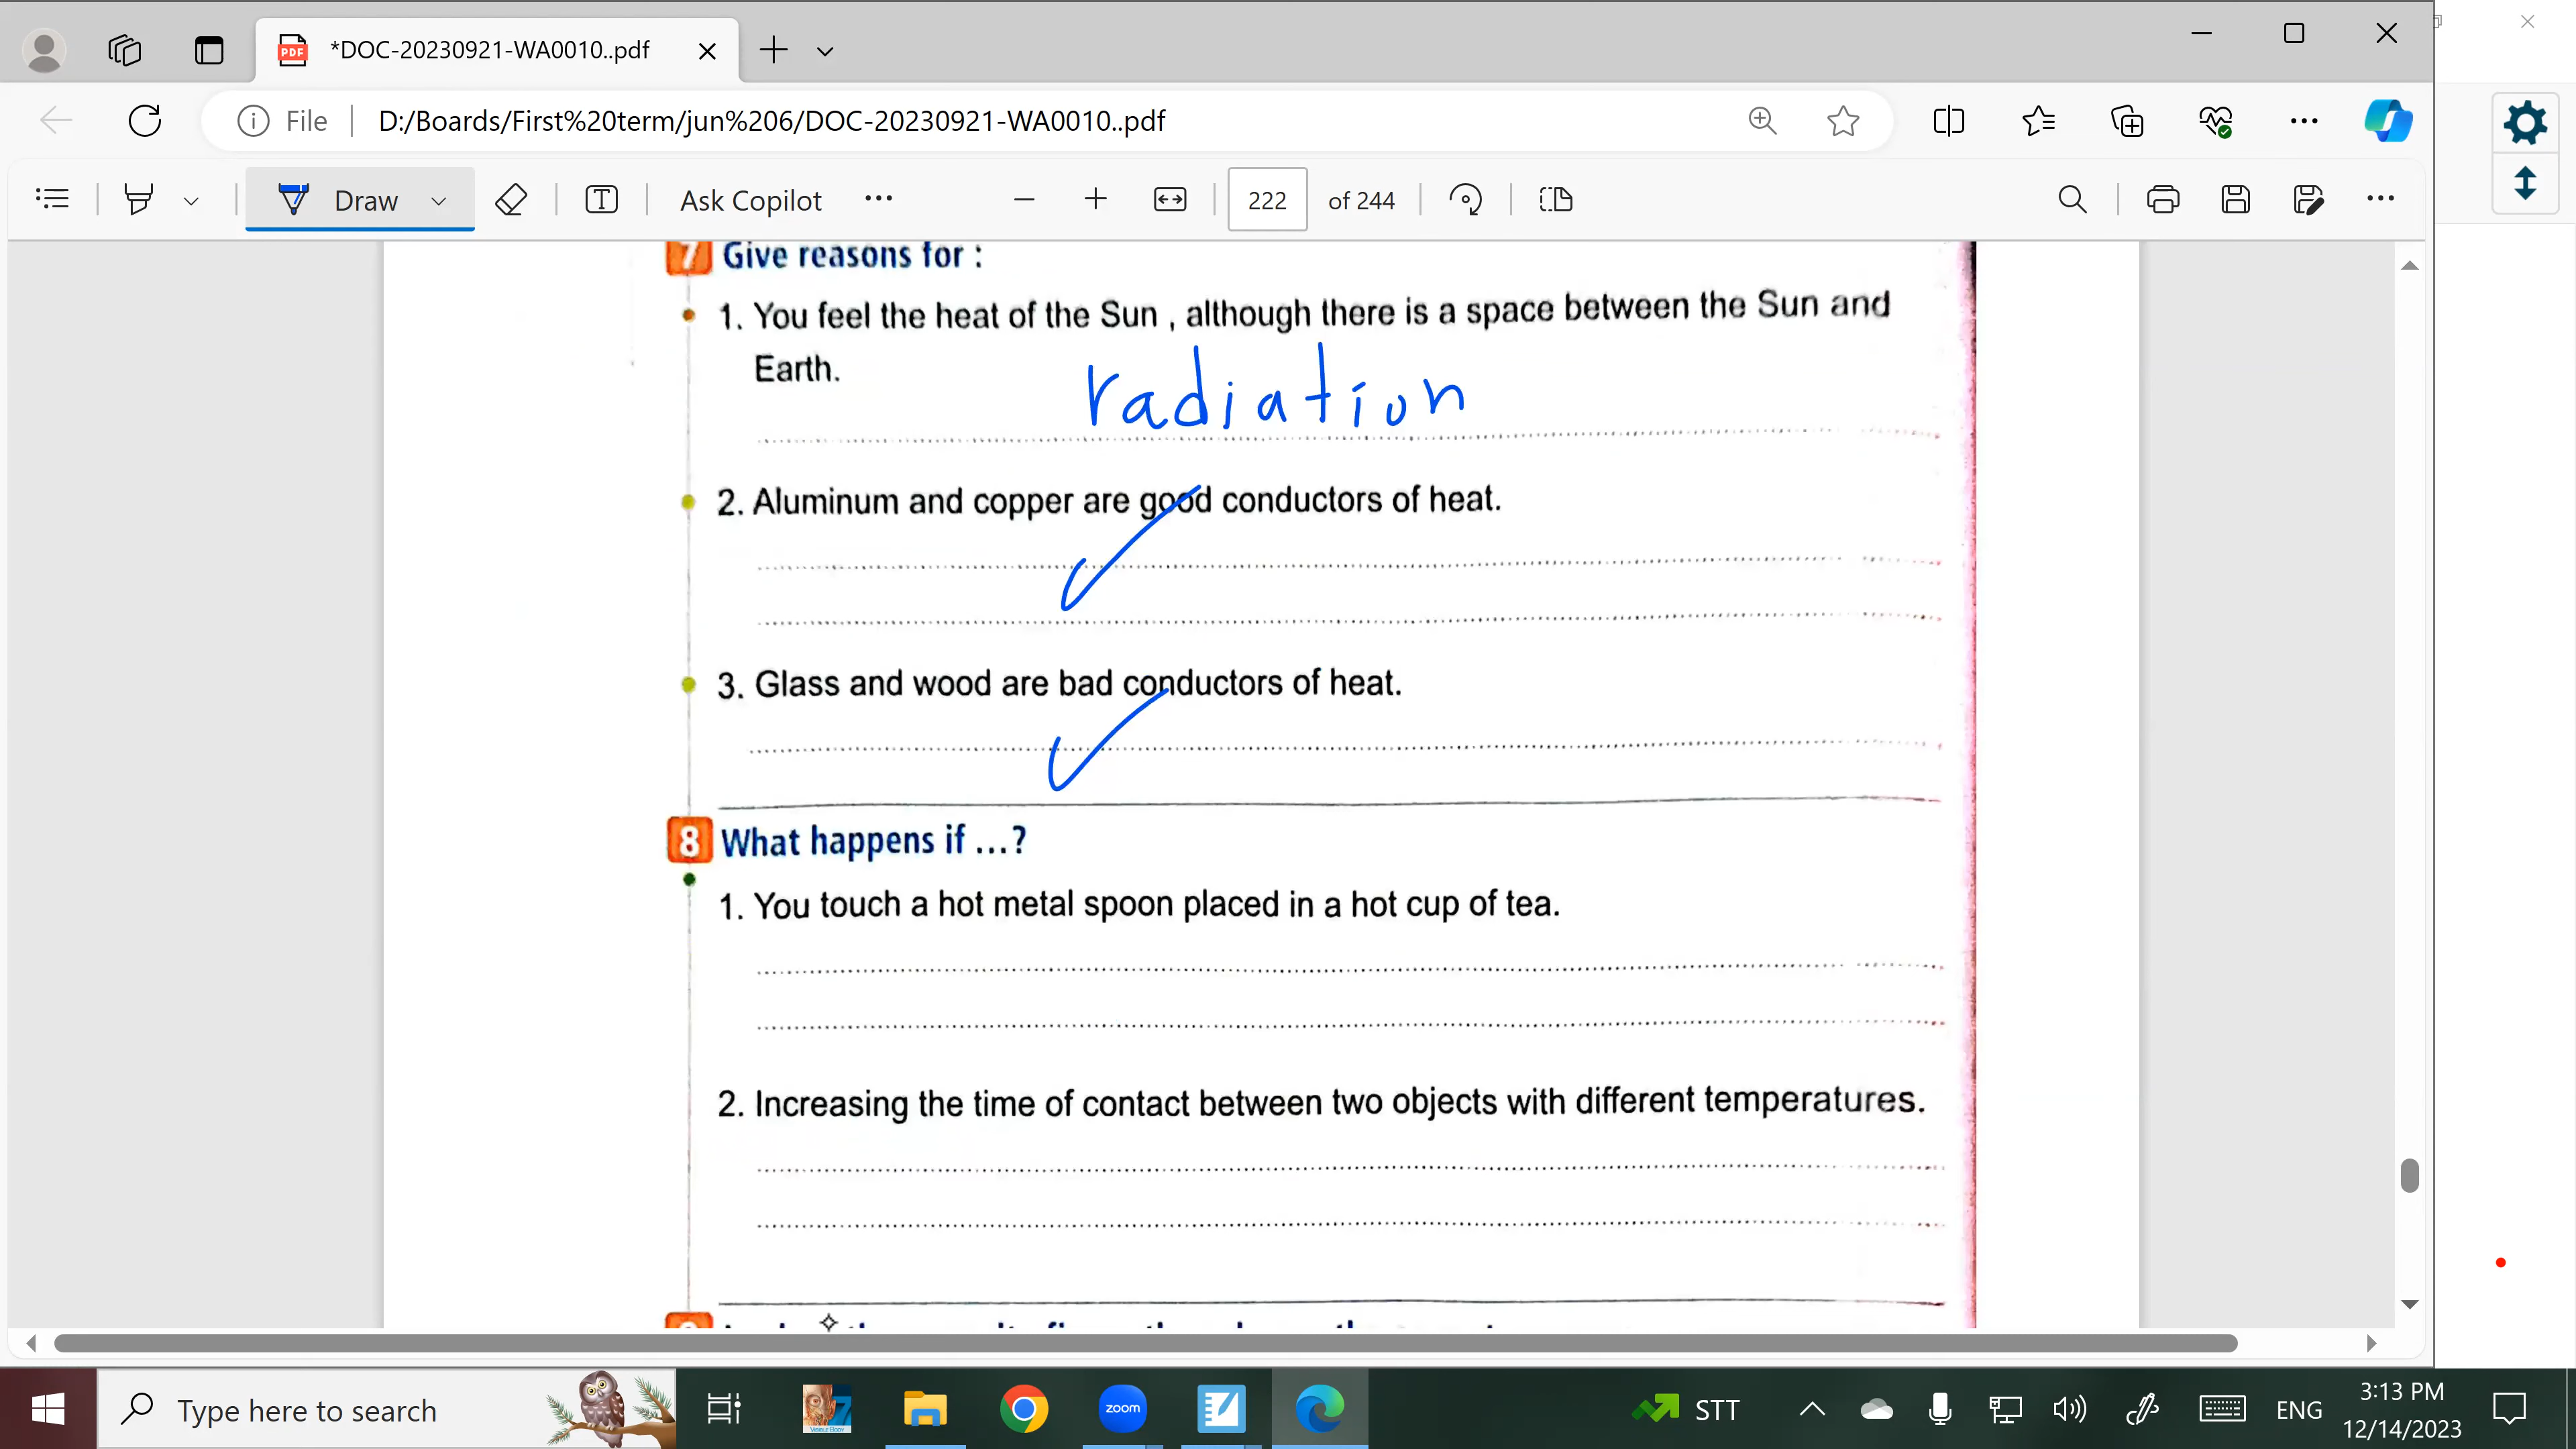 *DOC-20230921-WA0010..pdf
File
D:/Boards/First%20term/jun%206/DOC-20230921-WA0010..pdf
Draw
Ask Copilot
222 of 244
7 Give reasons for :
1. You feel the heat of the Sun , although there is a space between the Sun and
Earth.
radiation
2. Aluminum and copper are good conductors of heat.
3. Glass and wood are bad conductors of heat.
8 What happens if ...?
1. You touch a hot metal spoon placed in a hot cup of tea.
2. Increasing the time of contact between two objects with different temperatures.
Type here to search
zoom
STT
ENG
3:13 PM
12/14/2023